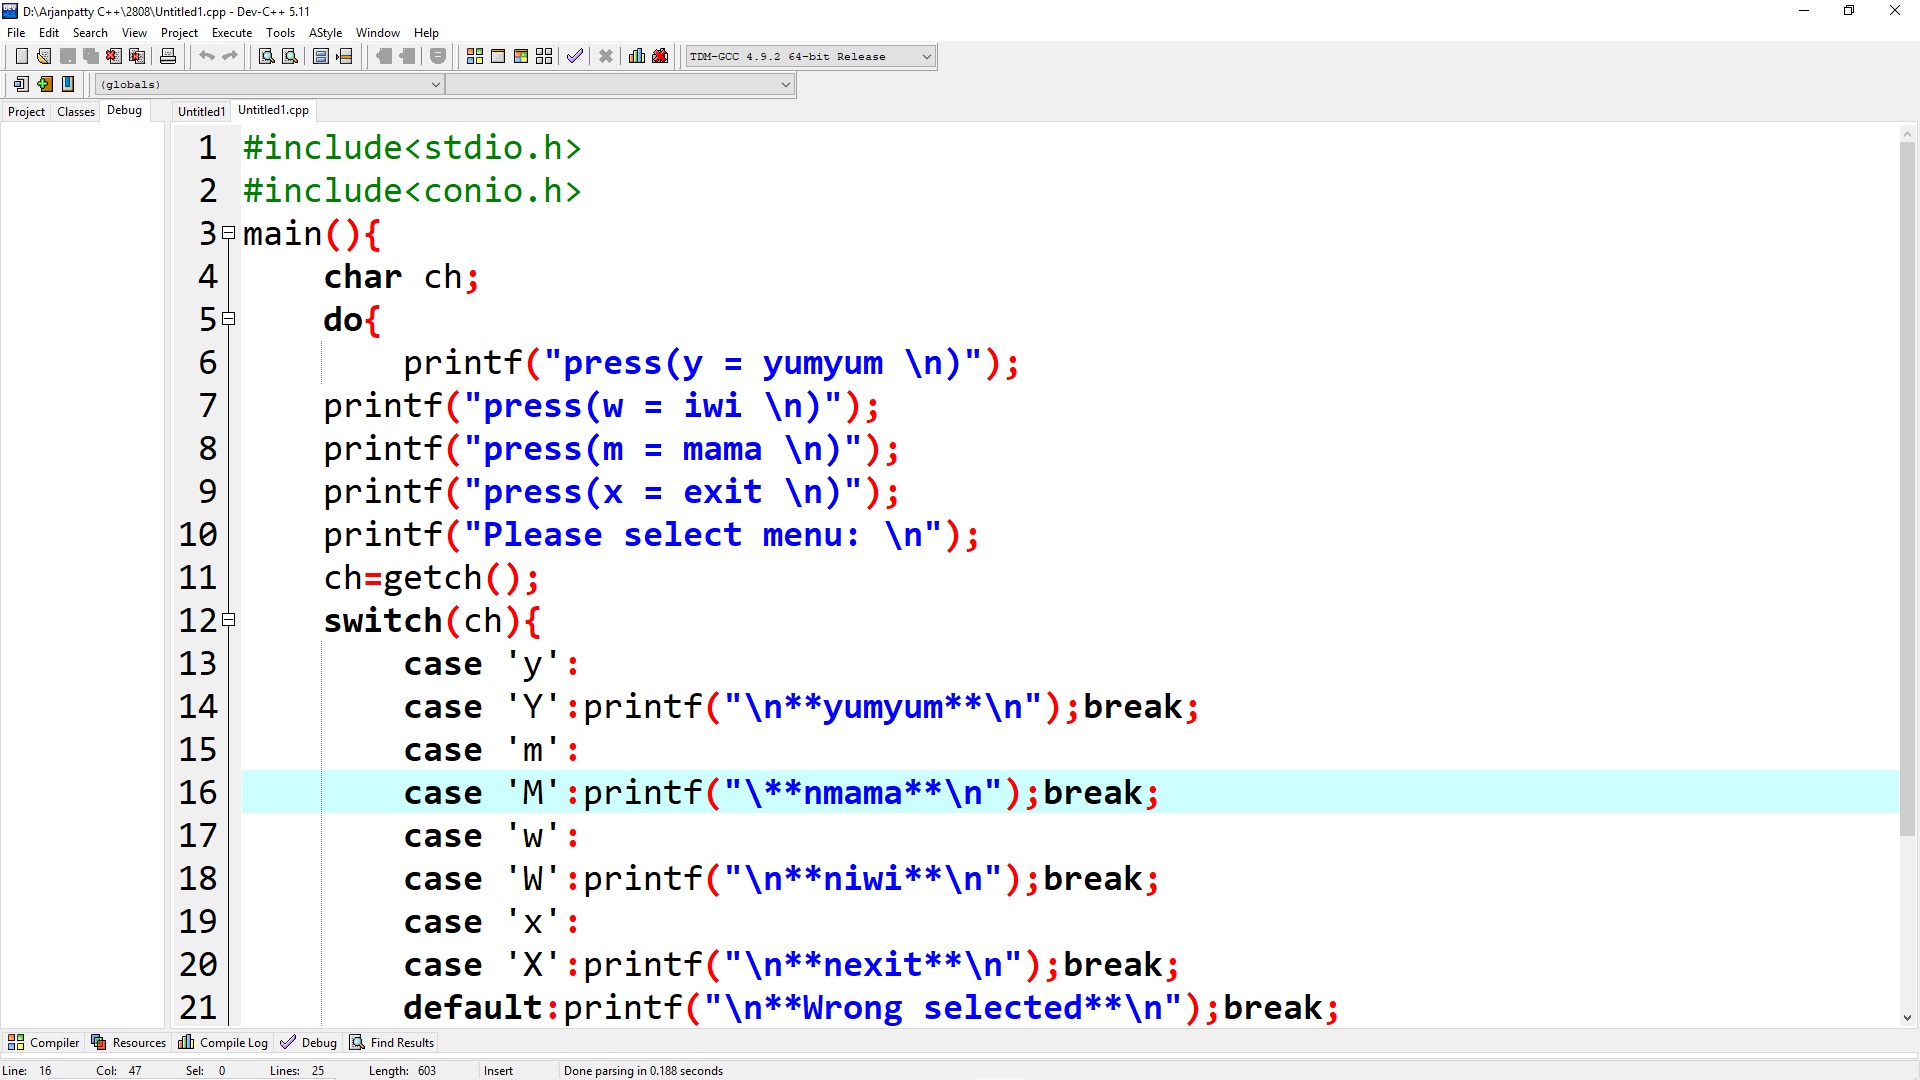 D:\Arjanpatty C++\2808\Untitled1.cpp - Dev-C++ 5.11
File Edit Search View Project Execute Tools AStyle Window Help
TDM-GCC 4.9.2 64-bit Release
(globals)
Project Classes Debug Untitled1 Untitled1.cpp
1 #include<stdio.h>
2 #include<conio.h>
3 main(){
4 char ch;
5 do{
6 printf("press(y = yumyum \n)");
7 printf("press(w = iwi \n)");
8 printf("press(m = mama \n)");
9 printf("press(x = exit \n)");
10 printf("Please select menu: \n");
11 ch=getch();
12 switch(ch){
13 case 'y':
14 case 'Y':printf("\n**yumyum**\n");break;
15 case 'm':
16 case 'M':printf("\**nmama**\n");break;
17 case 'w':
18 case 'W':printf("\n**niwi**\n");break;
19 case 'x':
20 case 'X':printf("\n**nexit**\n");break;
21 default:printf("\n**Wrong selected**\n");break;
Compiler Resources Compile Log Debug Find Results
Line: 16 Col: 47 Sel: 0 Lines: 25 Length: 603 Insert Done parsing in 0.188 seconds